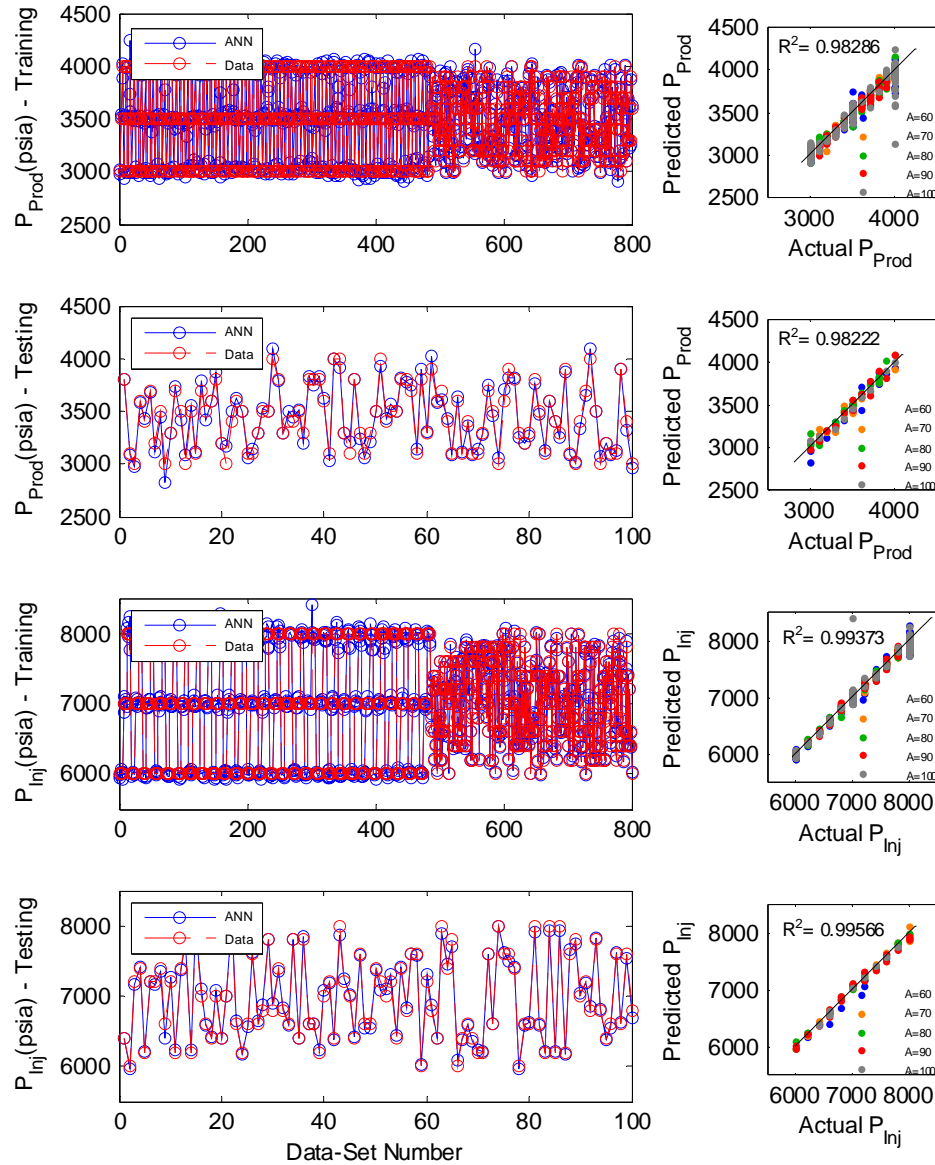 P_Prod(psia) - Training
4500
4000
3500
3000
2500
ANN
Data
0 200 400 600 800
Predicted P_Prod
4500
4000
3500
3000
2500
R² = 0.98286
A=60
A=70
A=80
A=90
A=100
3000 4000
Actual P_Prod
P_Prod(psia) - Testing
4500
4000
3500
3000
2500
ANN
Data
0 20 40 60 80 100
Predicted P_Prod
4500
4000
3500
3000
2500
R² = 0.98222
A=60
A=70
A=80
A=90
A=100
3000 4000
Actual P_Prod
P_Inj(psia) - Training
8000
7000
6000
ANN
Data
0 200 400 600 800
Predicted P_Inj
8000
7000
6000
R² = 0.99373
A=60
A=70
A=80
A=90
A=100
6000 7000 8000
Actual P_Inj
P_Inj(psia) - Testing
8000
7000
6000
ANN
Data
0 20 40 60 80 100
Data-Set Number
Predicted P_Inj
8000
7000
6000
R² = 0.99566
A=60
A=70
A=80
A=90
A=100
6000 7000 8000
Actual P_Inj